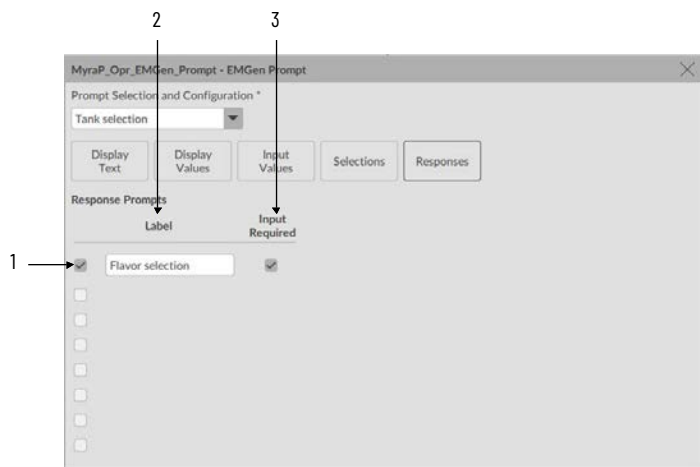 2
3
MyraP_Opr_EMGen_Prompt - EMGen Prompt
Prompt Selection and Configuration *
Tank selection
Display
Text
Display
Values
Input
Values
Selections
Responses
Response Prompts
Label
Input
Required
1
Flavor selection